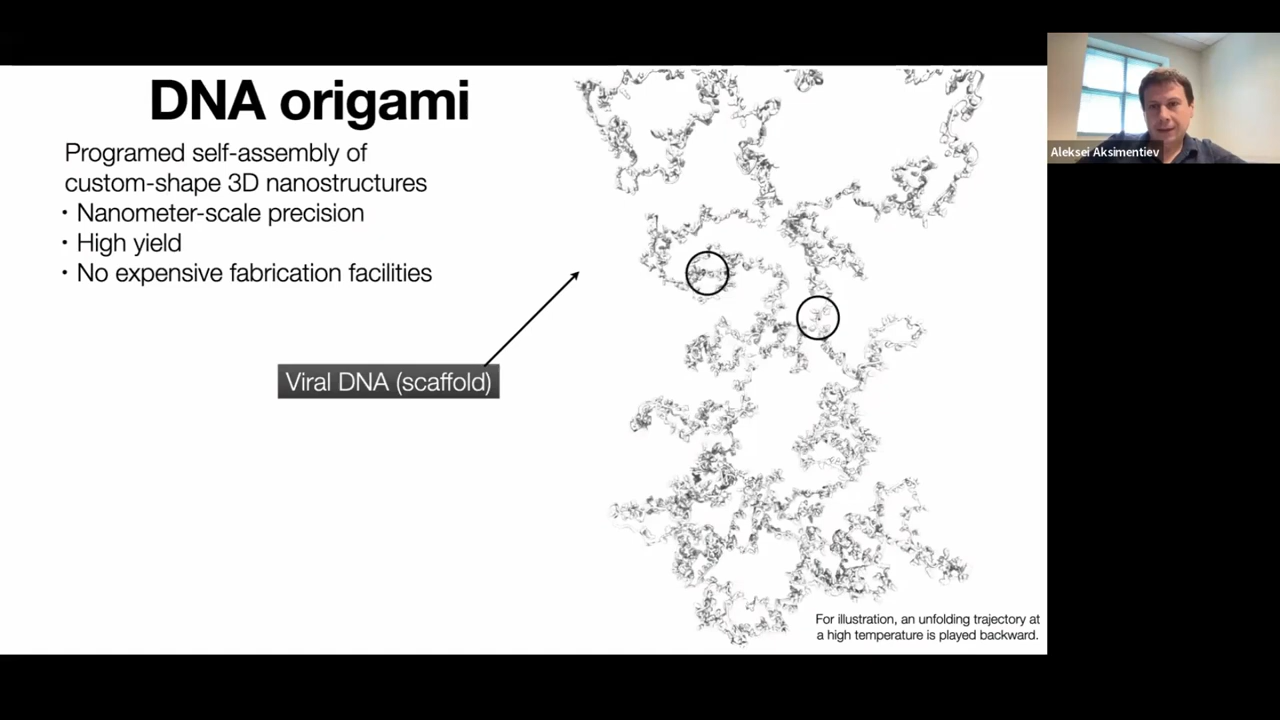 DNA origami
Programed self-assembly of
custom-shape 3D nanostructures
• Nanometer-scale precision
• High yield
• No expensive fabrication facilities
Viral DNA (scaffold)
For illustration, an unfolding trajectory at
a high temperature is played backward.
Aleksei Aksimentiev